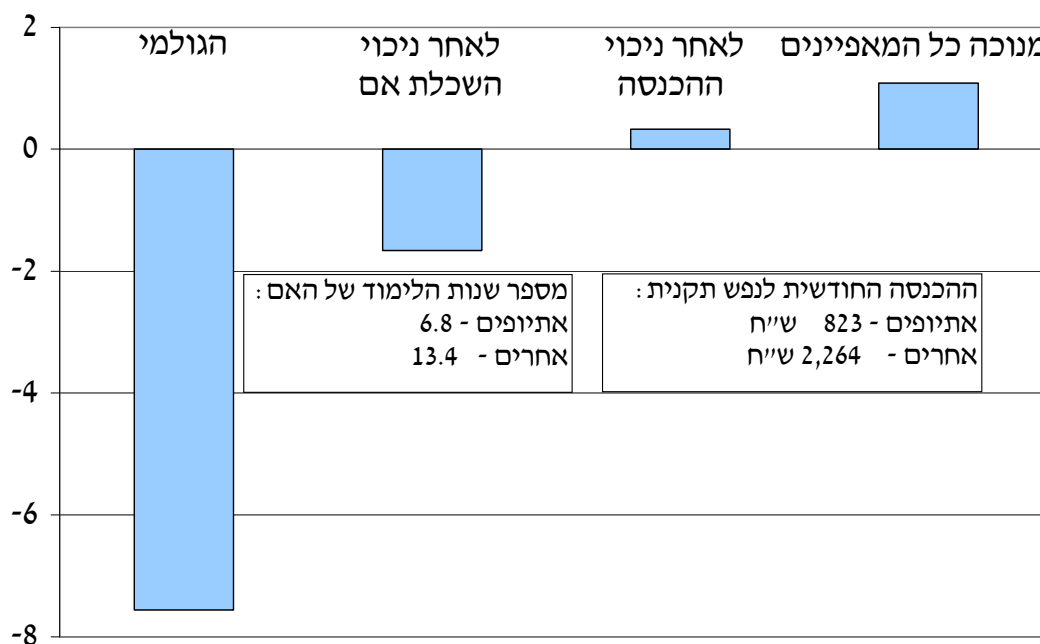 הגולמי
לאחר ניכוי
השכלת אם
לאחר ניכוי
ההכנסה
מנוכה כל המאפיינים
2
0
-2
-4
-6
-8
מספר שנות הלימוד של האם:
אתיופים - 6.8
אחרים - 13.4
ההכנסה החודשית לנפש תקנית:
אתיופים - 823 ש״ח
אחרים - 2,264 ש״ח